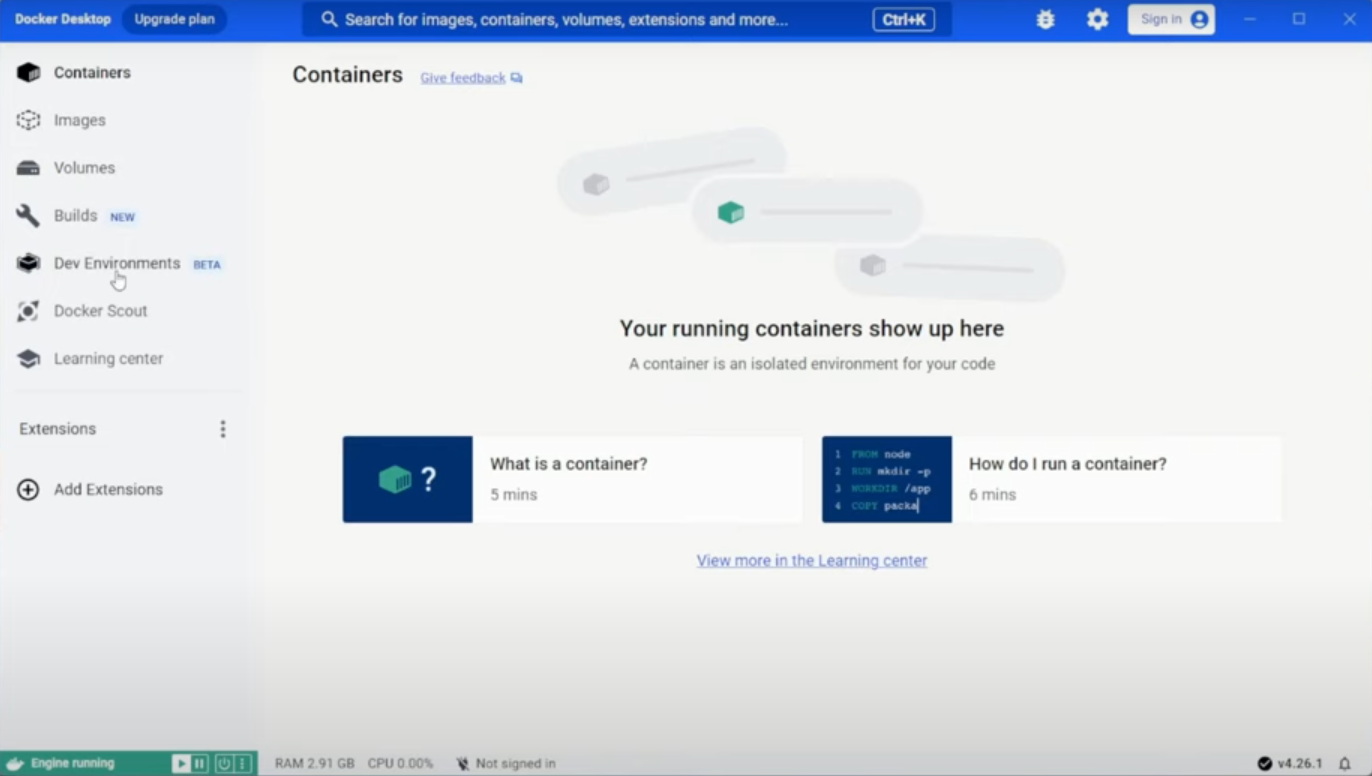 Docker Desktop Upgrade plan Search for images, containers, volumes, extensions and more... Ctrl+K Sign in
Containers
Images
Volumes
Builds NEW
Dev Environments BETA
Docker Scout
Learning center
Extensions
Add Extensions
Containers Give feedback
Your running containers show up here
A container is an isolated environment for your code
?
What is a container?
5 mins
1 FROM node
2 RUN mkdir -p
3 WORKDIR /app
4 COPY packa
How do I run a container?
6 mins
View more in the Learning center
Engine running RAM 2.91 GB CPU 0.00% Not signed in v4.26.1